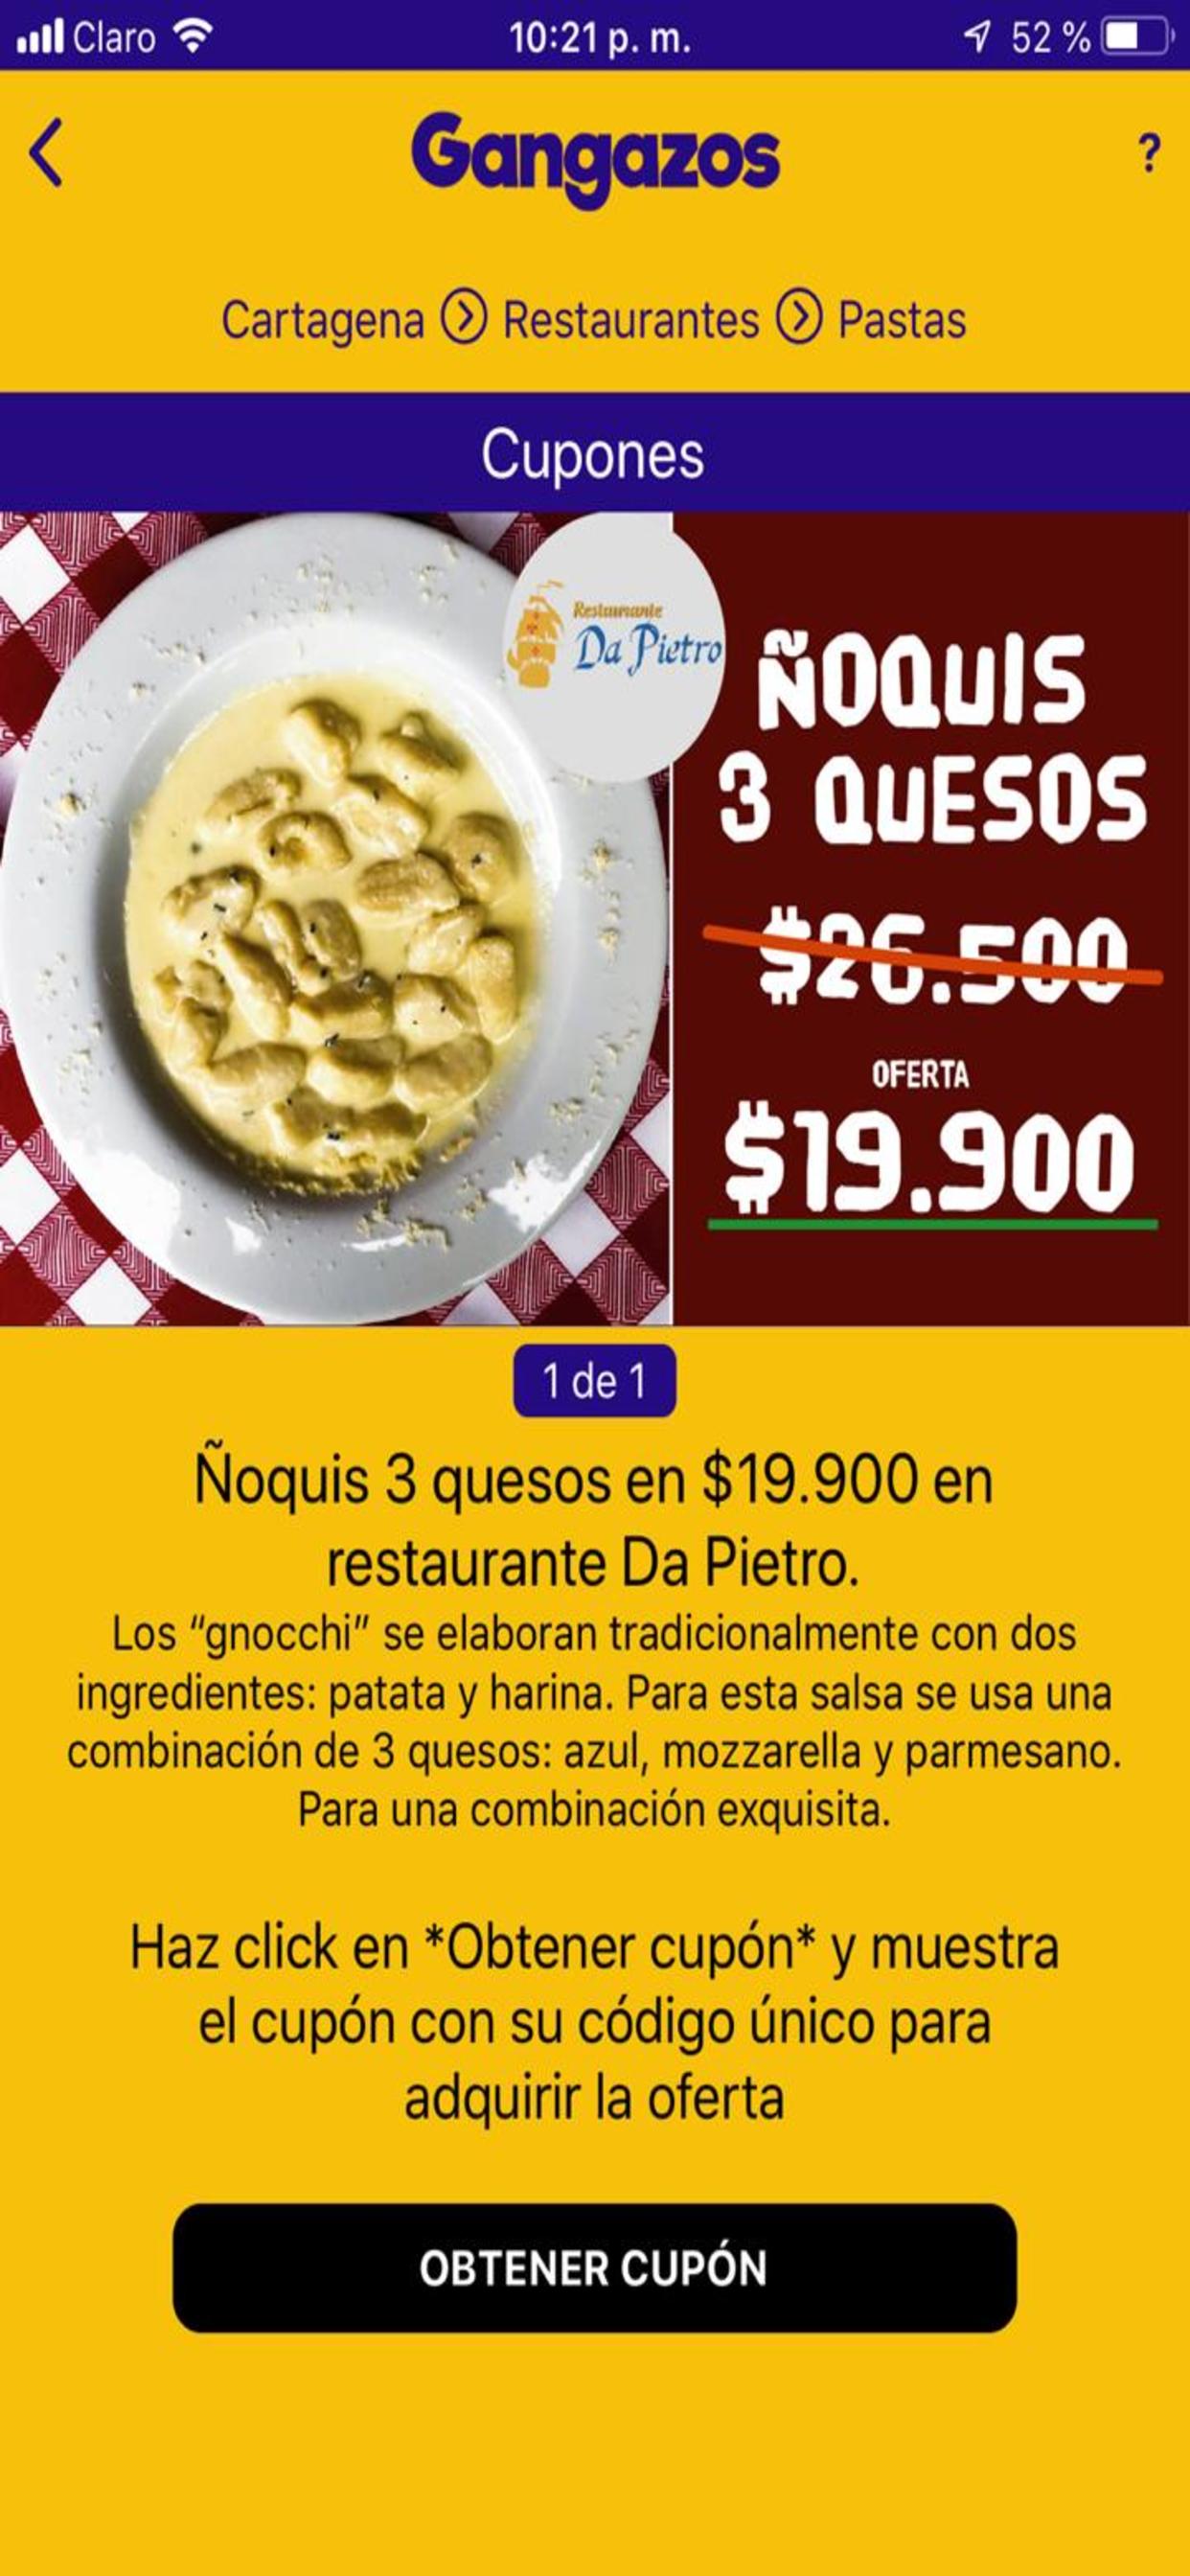 Claro
10:21 p. m.
52 %
Gangazos
?
Cartagena
Restaurantes
Pastas
Cupones
Restaurante
Da Pietro
ÑOQUIS
3 QUESOS
$26.500
OFERTA
$19.900
1 de 1
Ñoquis 3 quesos en $19.900 en
restaurante Da Pietro.
Los “gnocchi” se elaboran tradicionalmente con dos
ingredientes: patata y harina. Para esta salsa se usa una
combinación de 3 quesos: azul, mozzarella y parmesano.
Para una combinación exquisita.
Haz click en *Obtener cupón* y muestra
el cupón con su código único para
adquirir la oferta
OBTENER CUPÓN